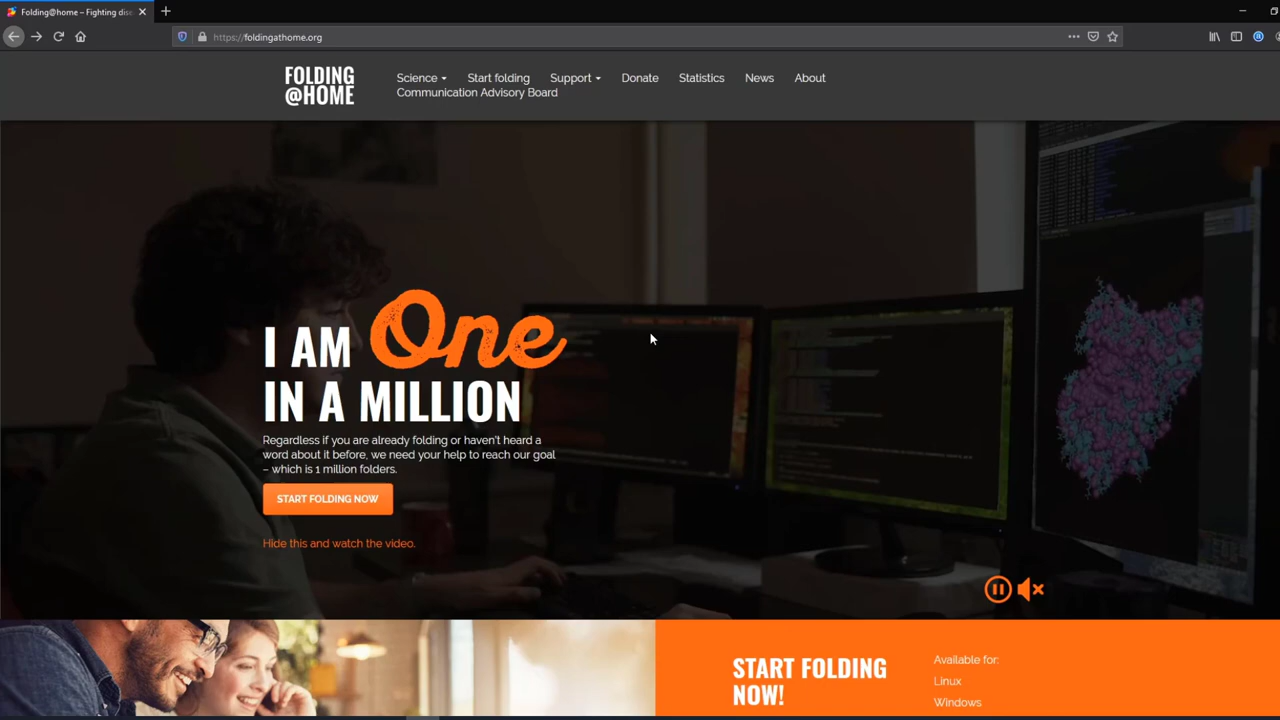 Folding@home – Fighting dise
https://foldingathome.org
FOLDING
@HOME
Science
Start folding
Support
Donate
Statistics
News
About
Communication Advisory Board
I AM One
IN A MILLION
Regardless if you are already folding or haven't heard a
word about it before, we need your help to reach our goal
– which is 1 million folders.
START FOLDING NOW
Hide this and watch the video.
START FOLDING
NOW!
Available for:
Linux
Windows